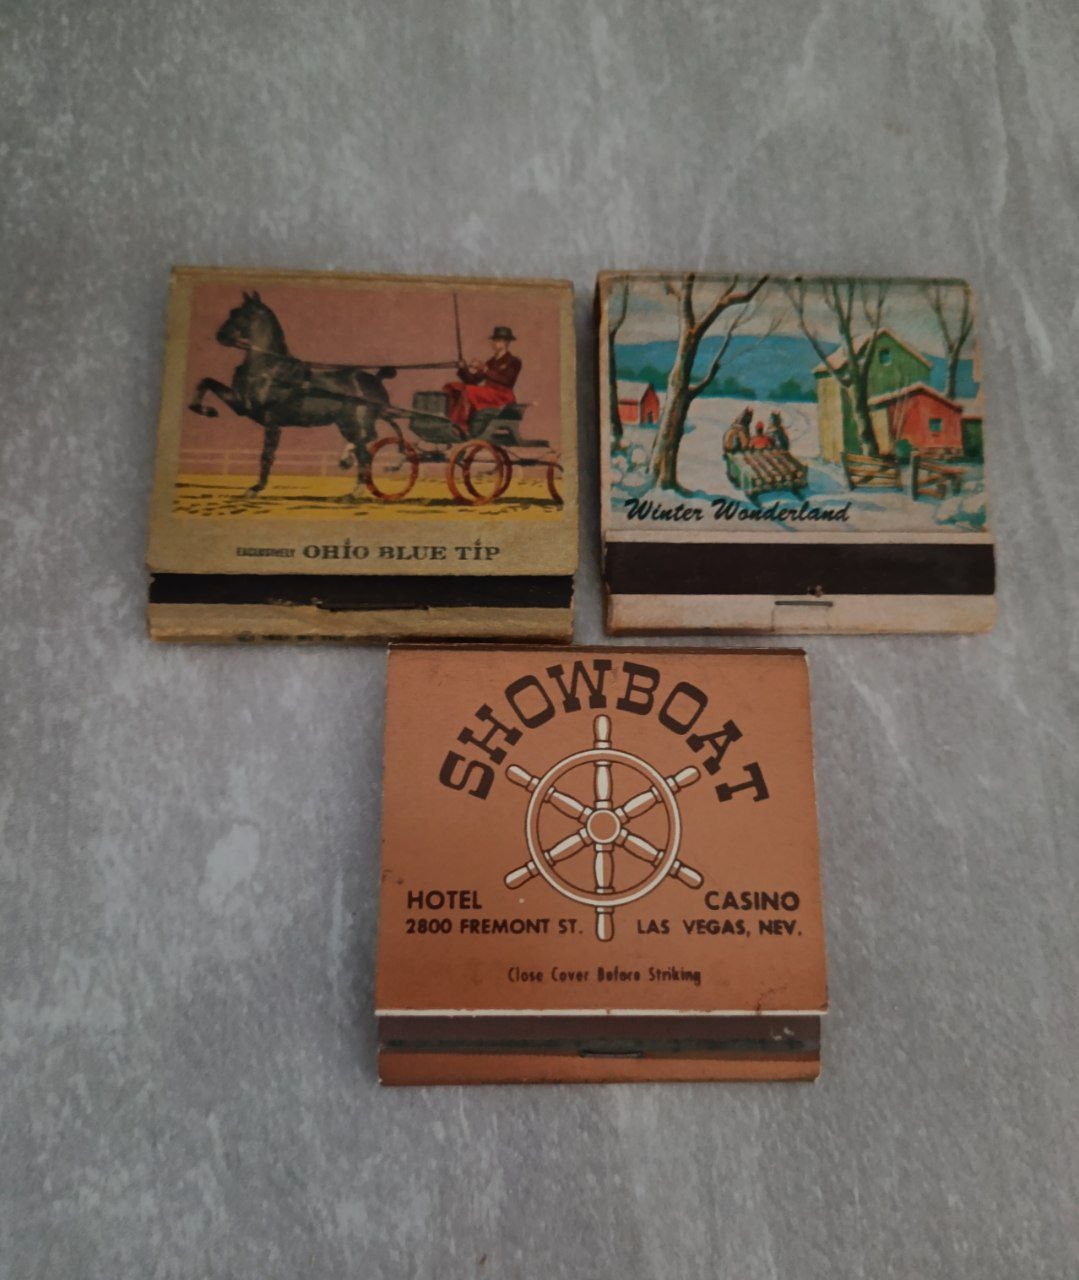 EXCLUSIVELY OHIO BLUE TIP
Winter Wonderland
SHOWBOAT
HOTEL CASINO
2800 FREMONT ST. LAS VEGAS, NEV.
Close Cover Before Striking